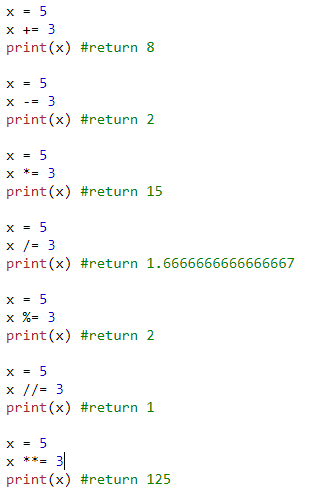 x = 5
x += 3
print(x) #return 8
x = 5
x -= 3
print(x) #return 2
x = 5
x *= 3
print(x) #return 15
x = 5
x /= 3
print(x) #return 1.6666666666666667
x = 5
x %= 3
print(x) #return 2
x = 5
x //= 3
print(x) #return 1
x = 5
x **= 3
print(x) #return 125